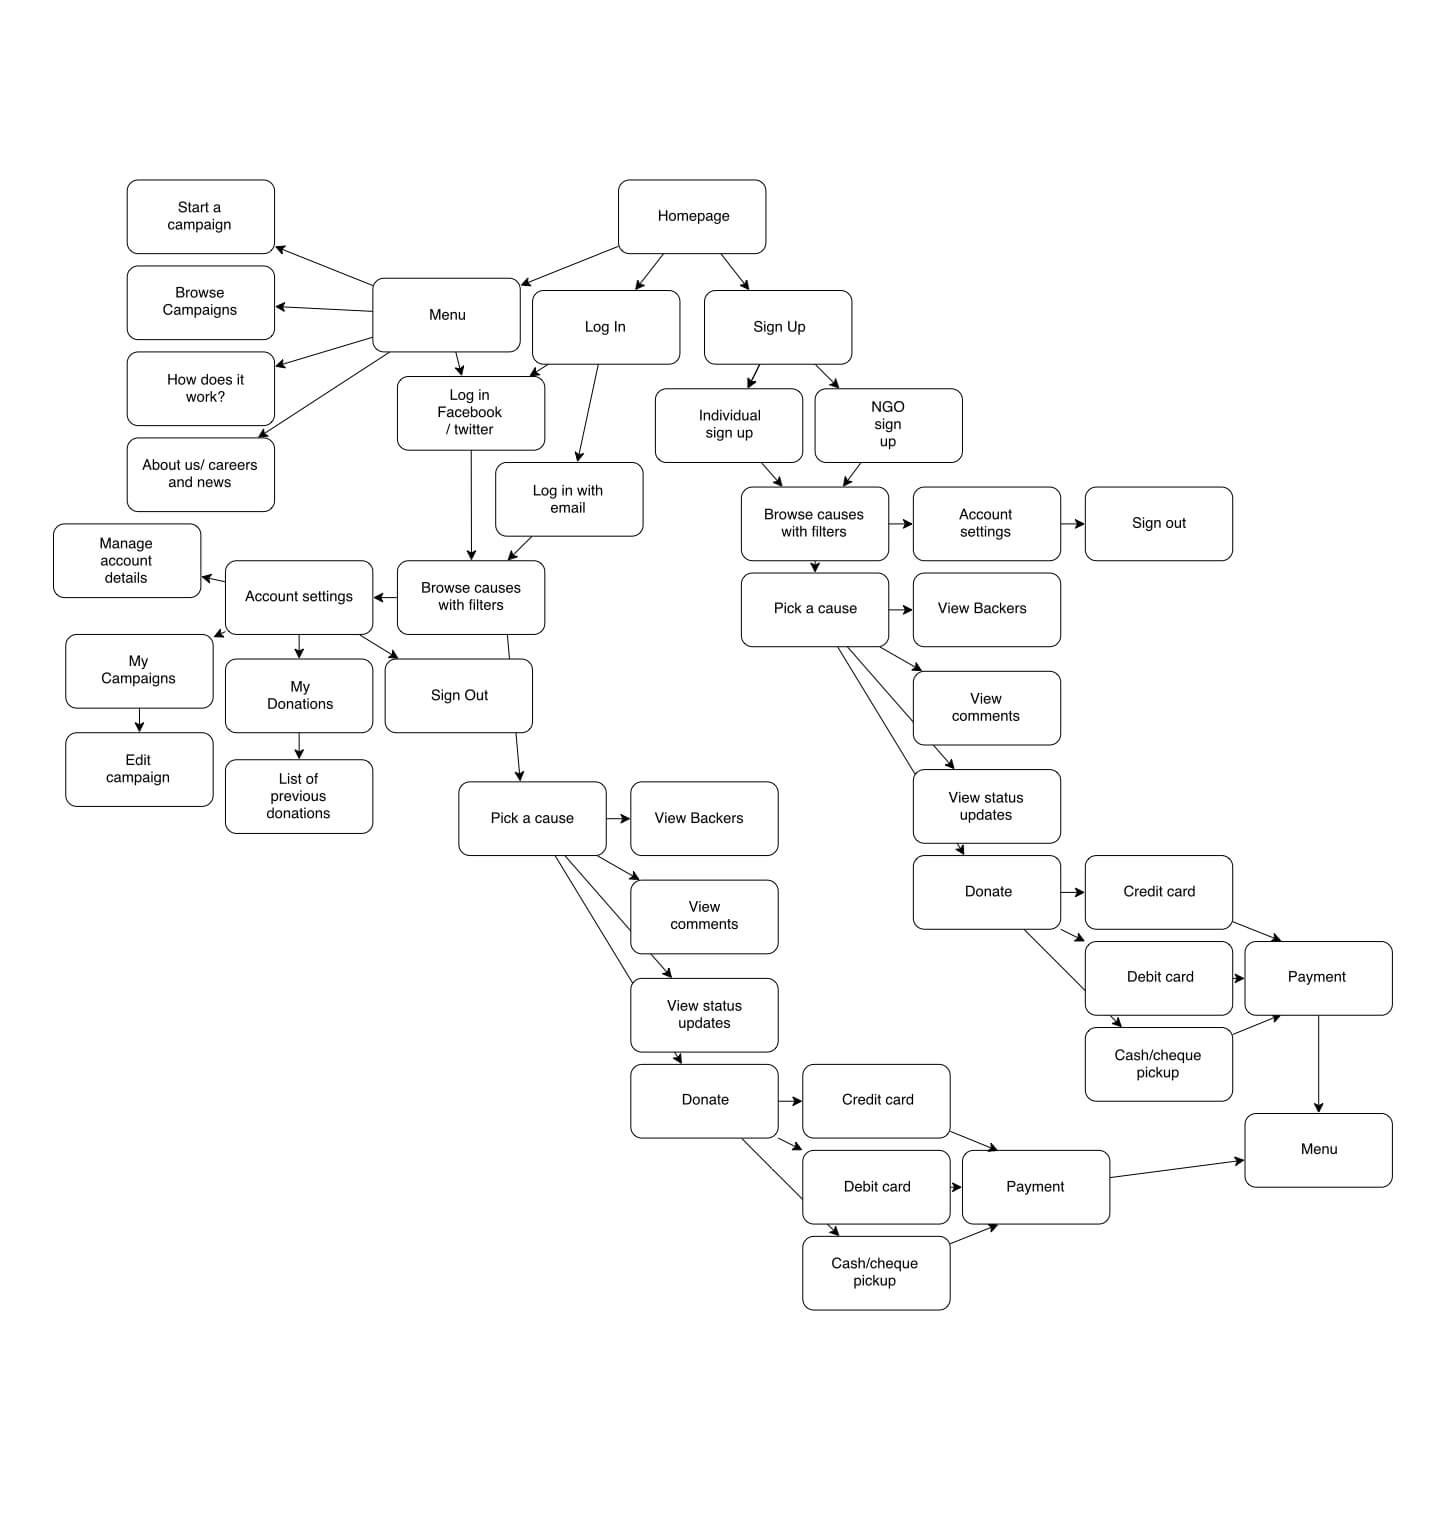 Start a
campaign
Homepage
Browse
Campaigns
Menu
Log In
Sign Up
How does it
work?
Log in
Facebook
/ twitter
Individual
sign up
NGO
sign
up
About us/ careers
and news
Log in with
email
Browse causes
with filters
Account
settings
Sign out
Manage
account
details
Account settings
Browse causes
with filters
Pick a cause
View Backers
My
Campaigns
My
Donations
Sign Out
View
comments
Edit
campaign
List of
previous
donations
View status
updates
Pick a cause
View Backers
Donate
Credit card
View
comments
Debit card
Payment
View status
updates
Cash/cheque
pickup
Donate
Credit card
Menu
Debit card
Payment
Cash/cheque
pickup